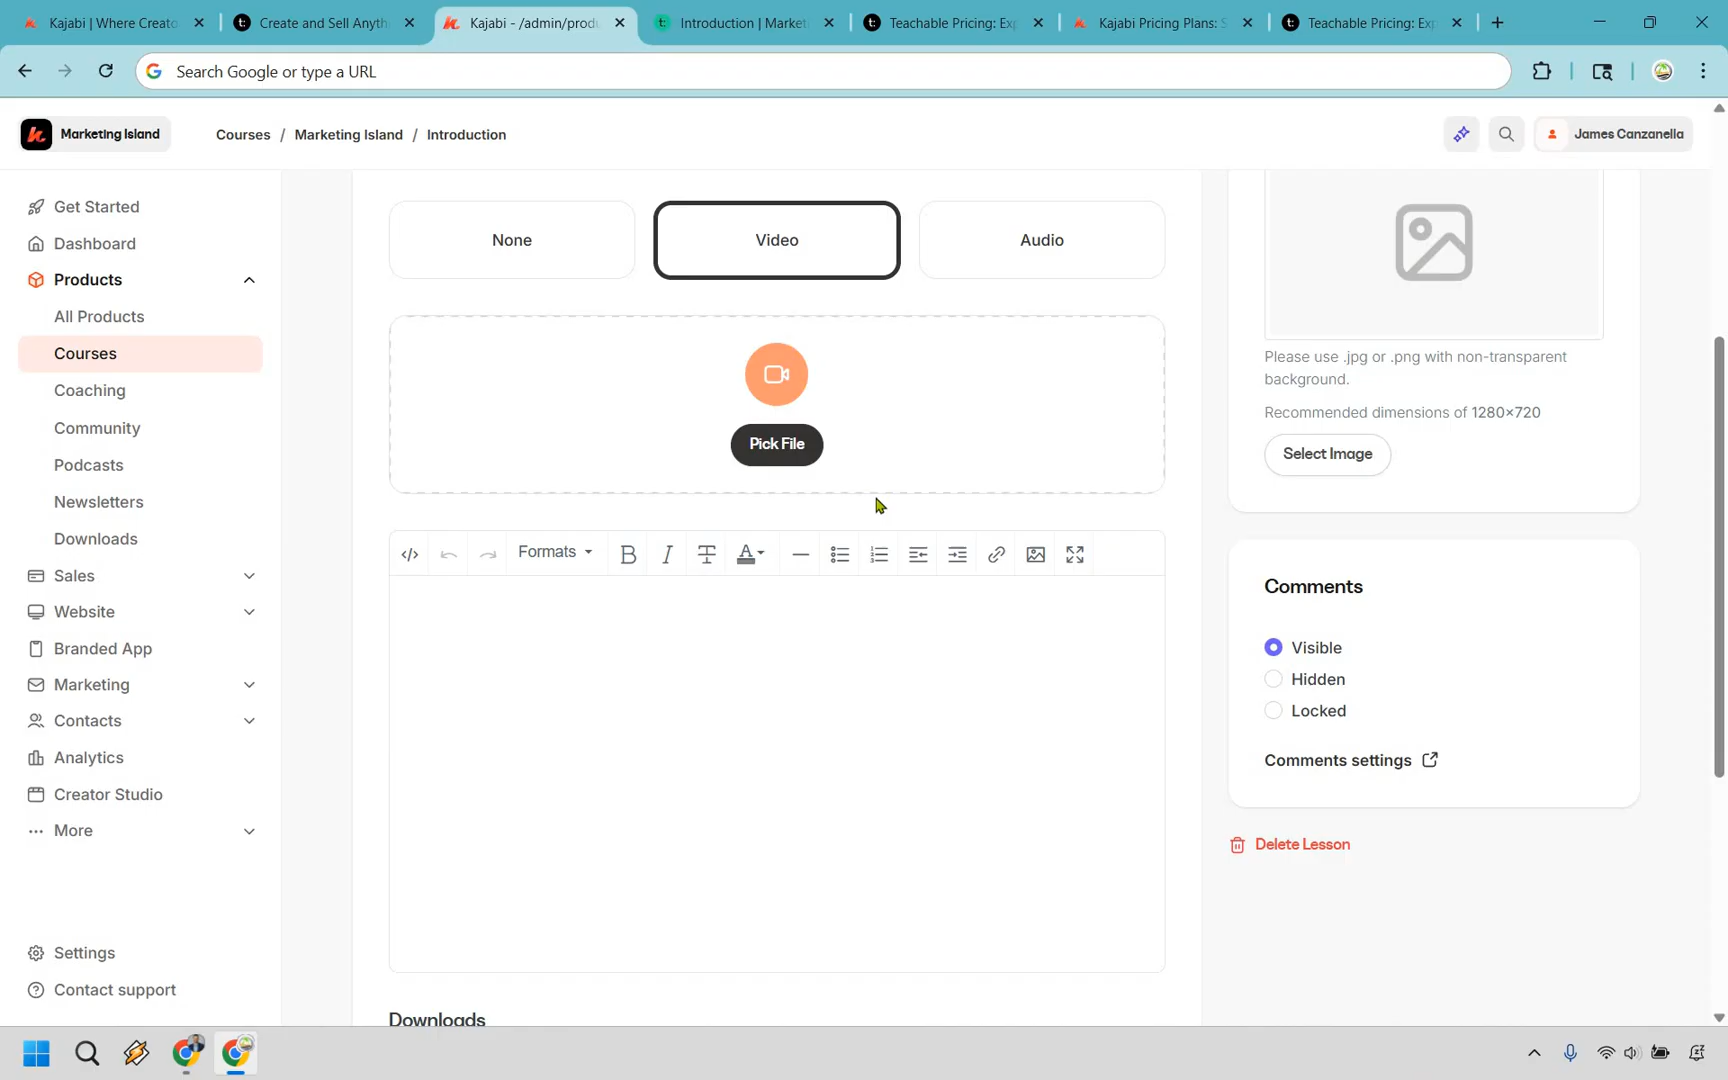 Kajabi | Where Creato
Create and Sell Anyth
Kajabi - /admin/produ
Introduction | Market
Teachable Pricing: Exp
Kajabi Pricing Plans: S
Teachable Pricing: Exp
Search Google or type a URL
Marketing Island
Courses / Marketing Island / Introduction
James Canzanella
Get Started
Dashboard
Products
All Products
Courses
Coaching
Community
Podcasts
Newsletters
Downloads
Sales
Website
Branded App
Marketing
Contacts
Analytics
Creator Studio
More
Settings
Contact support
None
Video
Audio
Pick File
Formats
Downloads
Please use .jpg or .png with non-transparent
background.
Recommended dimensions of 1280×720
Select Image
Comments
Visible
Hidden
Locked
Comments settings
Delete Lesson